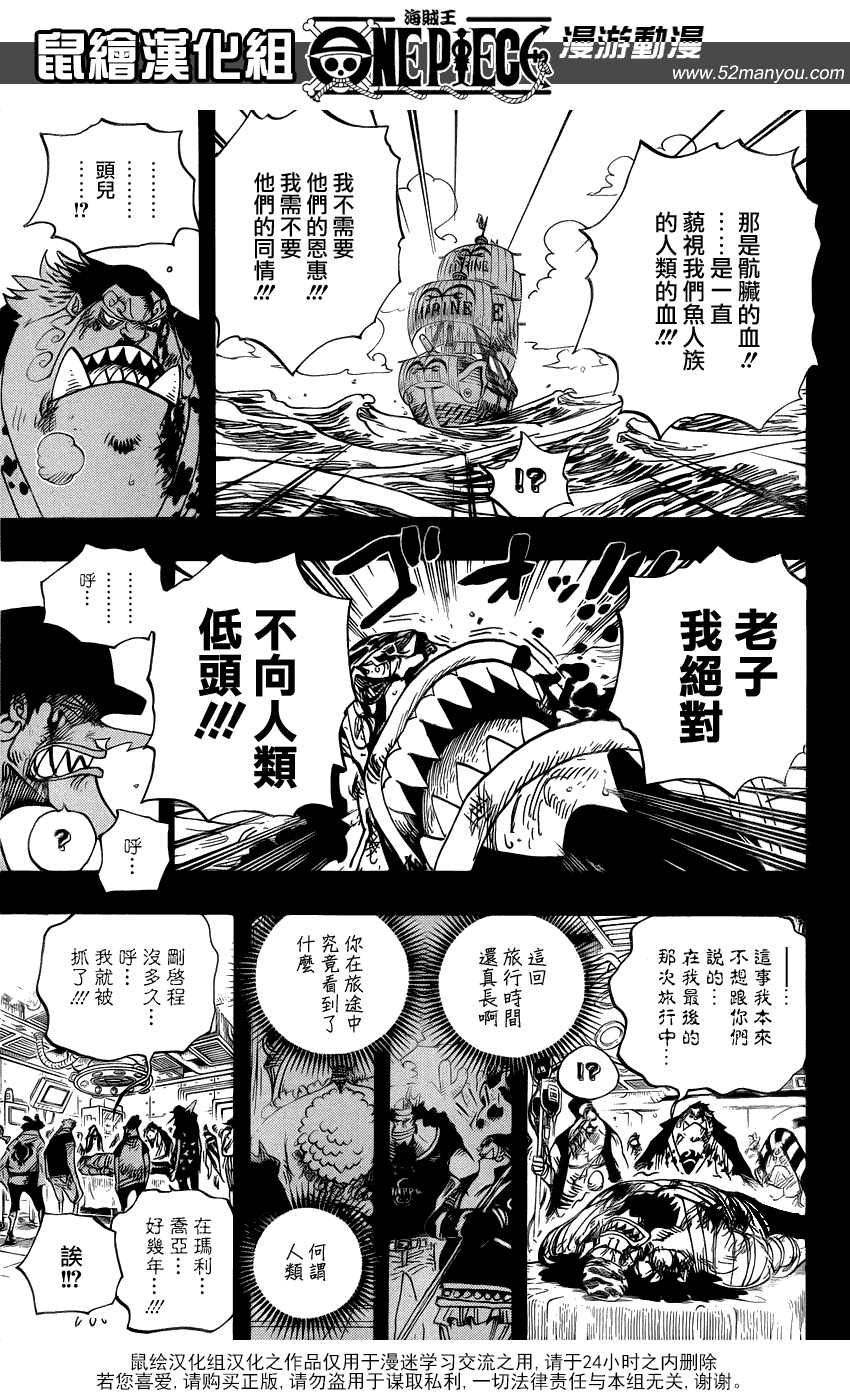 鼠繪漢化組
海賊王
ONE PIECE
漫游動漫
www.52manyou.com
那是骯臟的血!!
……是一直
藐視我們魚人族
的人類的血!!!
我不需要
他們的恩惠!!!
我需不要
他們的同情!!!
MARINE
MARINE
E
!?
……
……
頭兒
……!?
老子
我絕對
ゴオッ!!!
不向人類
低頭!!!
……
……
呼…
?
呼…
——……
這事我本來
不想跟你們
說的…
在我最後的
那次旅行中…
!?
這回
旅行時間
還真長啊
你在旅途中
究竟看到了
什麼
何謂
人類
剛啓程
沒多久…
呼…
我就被
抓了!!!
在瑪利…
喬亞…
好幾年…!!!
誒
!!?
鼠绘汉化组汉化之作品仅用于漫迷学习交流之用, 请于24小时之内删除
若您喜爱, 请购买正版, 请勿盗用于谋取私利, 一切法律责任与本组无关, 谢谢。